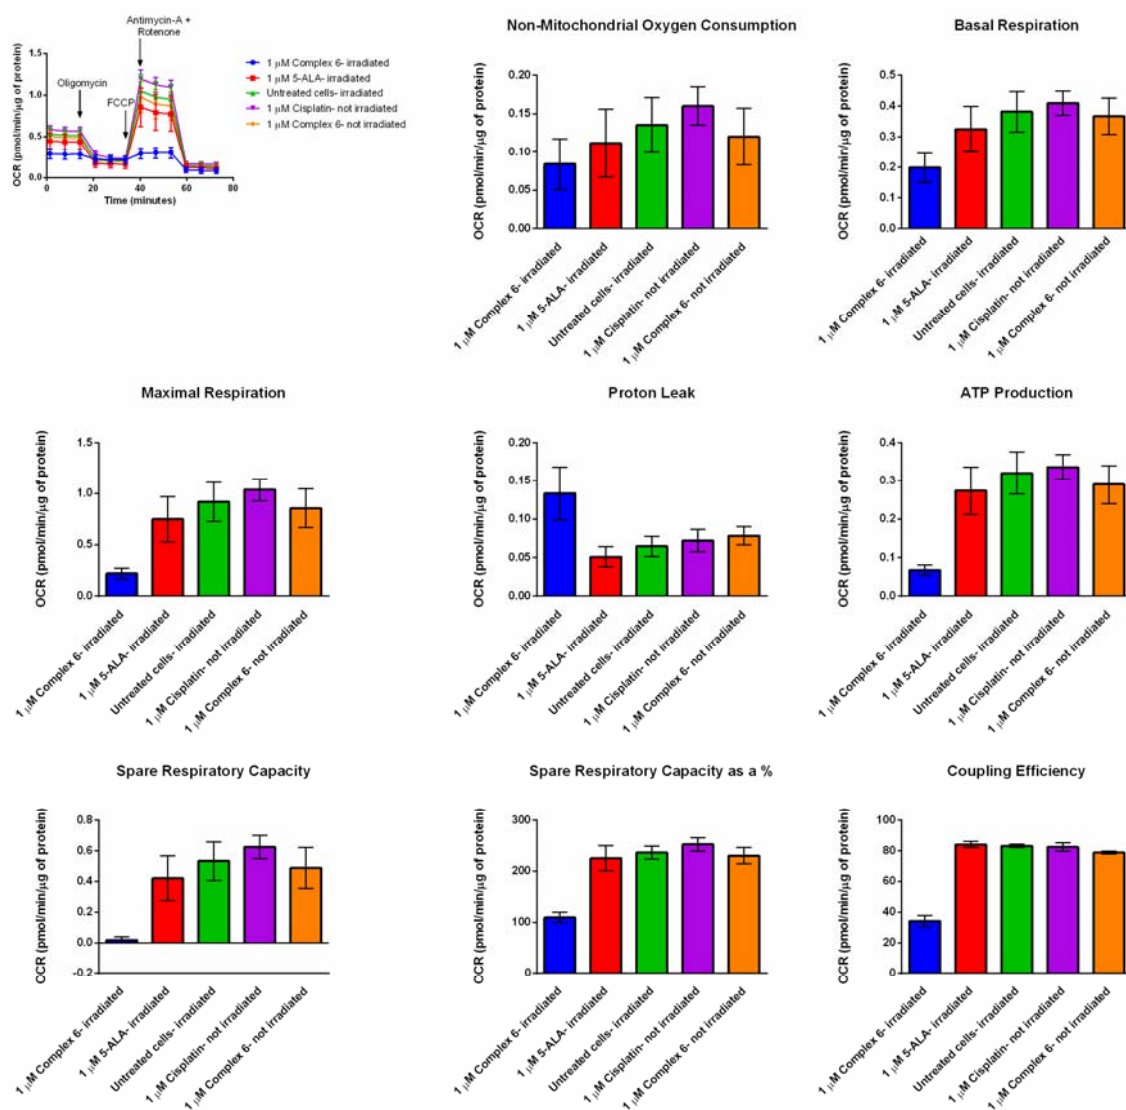 Antimycin-A +
Rotenone
Oligomycin
FCCP
OCR (pmol/min/µg of protein)
1.5
1.0
0.5
0.0
0 20 40 60 80
Time (minutes)
1 µM Complex 6- irradiated
1 µM 5-ALA- irradiated
Untreated cells- irradiated
1 µM Cisplatin- not irradiated
1 µM Complex 6- not irradiated
Non-Mitochondrial Oxygen Consumption
OCR (pmol/min/µg of protein)
0.20
0.15
0.10
0.05
0.00
1 µM Complex 6- irradiated
1 µM 5-ALA- irradiated
Untreated cells- irradiated
1 µM Cisplatin- not irradiated
1 µM Complex 6- not irradiated
Basal Respiration
OCR (pmol/min/µg of protein)
0.5
0.4
0.3
0.2
0.1
0.0
1 µM Complex 6- irradiated
1 µM 5-ALA- irradiated
Untreated cells- irradiated
1 µM Cisplatin- not irradiated
1 µM Complex 6- not irradiated
Maximal Respiration
OCR (pmol/min/µg of protein)
1.5
1.0
0.5
0.0
1 µM Complex 6- irradiated
1 µM 5-ALA- irradiated
Untreated cells- irradiated
1 µM Cisplatin- not irradiated
1 µM Complex 6- not irradiated
Proton Leak
OCR (pmol/min/µg of protein)
0.20
0.15
0.10
0.05
0.00
1 µM Complex 6- irradiated
1 µM 5-ALA- irradiated
Untreated cells- irradiated
1 µM Cisplatin- not irradiated
1 µM Complex 6- not irradiated
ATP Production
OCR (pmol/min/µg of protein)
0.4
0.3
0.2
0.1
0.0
1 µM Complex 6- irradiated
1 µM 5-ALA- irradiated
Untreated cells- irradiated
1 µM Cisplatin- not irradiated
1 µM Complex 6- not irradiated
Spare Respiratory Capacity
CCR (pmol/min/µg of protein)
0.8
0.6
0.4
0.2
0.0
-0.2
1 µM Complex 6- irradiated
1 µM 5-ALA- irradiated
Untreated cells- irradiated
1 µM Cisplatin- not irradiated
1 µM Complex 6- not irradiated
Spare Respiratory Capacity as a %
CCR (pmol/min/µg of protein)
300
200
100
0
1 µM Complex 6- irradiated
1 µM 5-ALA- irradiated
Untreated cells- irradiated
1 µM Cisplatin- not irradiated
1 µM Complex 6- not irradiated
Coupling Efficiency
CCR (pmol/min/µg of protein)
100
80
60
40
20
0
1 µM Complex 6- irradiated
1 µM 5-ALA- irradiated
Untreated cells- irradiated
1 µM Cisplatin- not irradiated
1 µM Complex 6- not irradiated